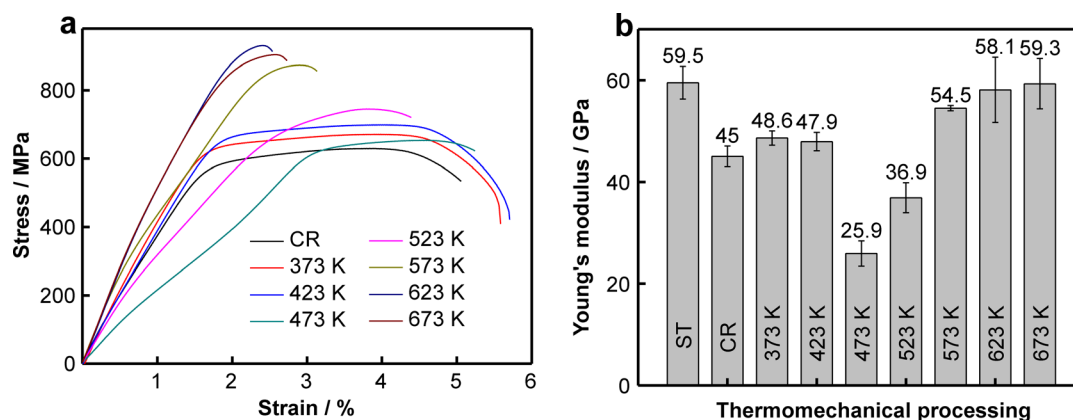 a
Stress / MPa
800
600
400
200
0
CR
373 K
423 K
473 K
523 K
573 K
623 K
673 K
1
2
3
4
5
6
Strain / %
b
Young's modulus / GPa
60
40
20
0
59.5
45
48.6
47.9
25.9
36.9
54.5
58.1
59.3
ST
CR
373 K
423 K
473 K
523 K
573 K
623 K
673 K
Thermomechanical processing